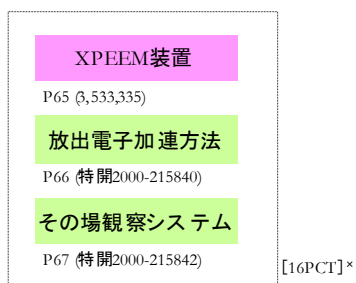 XPEEM装置
P65 (3,533,335)
放出電子加連方法
P66 (特開2000-215840)
その場観察システム
P67 (特開2000-215842)
[16PCT]×